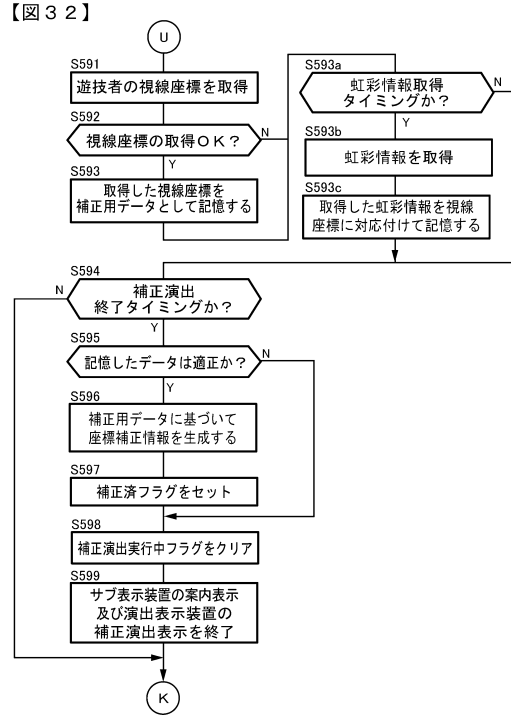 【図３２】
U
S591
遊技者の視線座標を取得
S592
視線座標の取得ＯＫ？
N
Y
S593
取得した視線座標を
補正用データとして記憶する
S593a
虹彩情報取得
タイミングか？
N
Y
S593b
虹彩情報を取得
S593c
取得した虹彩情報を視線
座標に対応付けて記憶する
S594
補正演出
終了タイミングか？
N
Y
S595
記憶したデータは適正か？
N
Y
S596
補正用データに基づいて
座標補正情報を生成する
S597
補正済フラグをセット
S598
補正演出実行中フラグをクリア
S599
サブ表示装置の案内表示
及び演出表示装置の
補正演出表示を終了
K